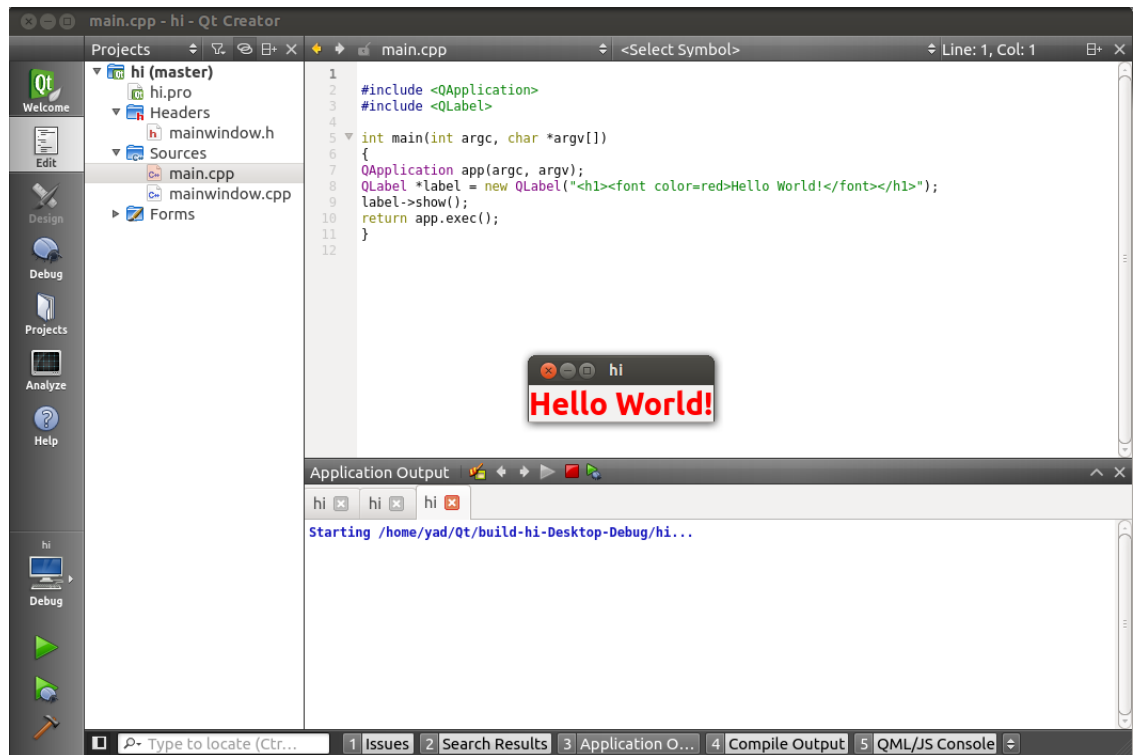 main.cpp - hi - Qt Creator
Projects
main.cpp
<Select Symbol>
Line: 1, Col: 1
Qt
Welcome
Edit
Design
Debug
Projects
Analyze
Help
hi
Debug
hi (master)
hi.pro
Headers
mainwindow.h
Sources
main.cpp
mainwindow.cpp
Forms
1
2 #include <QApplication>
3 #include <QLabel>
4
5 int main(int argc, char *argv[])
6 {
7 QApplication app(argc, argv);
8 QLabel *label = new QLabel("<h1><font color=red>Hello World!</font></h1>");
9 label->show();
10 return app.exec();
11 }
12
hi
Hello World!
Application Output
hi hi hi
Starting /home/yad/Qt/build-hi-Desktop-Debug/hi...
Type to locate (Ctr...
1 Issues 2 Search Results 3 Application O... 4 Compile Output 5 QML/JS Console